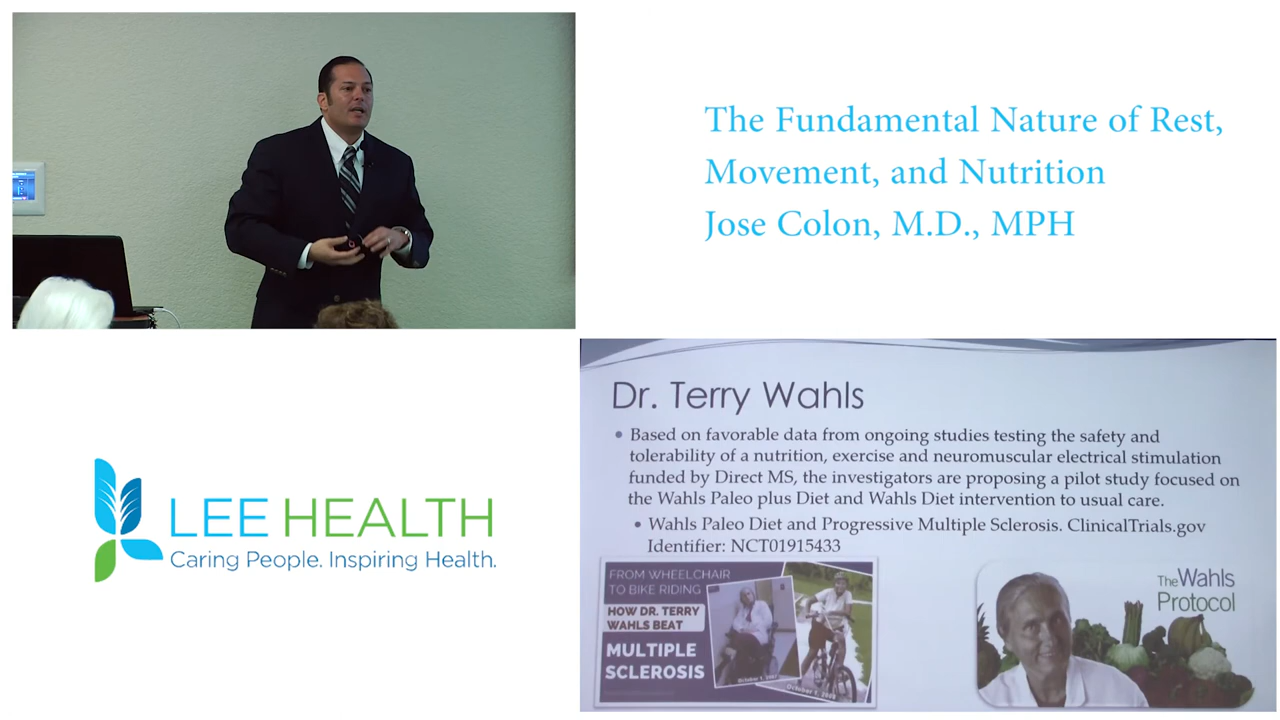 The Fundamental Nature of Rest,
Movement, and Nutrition
Jose Colon, M.D., MPH
LEE HEALTH
Caring People. Inspiring Health.
Dr. Terry Wahls
• Based on favorable data from ongoing studies testing the safety and
tolerability of a nutrition, exercise and neuromuscular electrical stimulation
funded by Direct MS, the investigators are proposing a pilot study focused on
the Wahls Paleo plus Diet and Wahls Diet intervention to usual care.
• Wahls Paleo Diet and Progressive Multiple Sclerosis. ClinicalTrials.gov
Identifier: NCT01915433
FROM WHEELCHAIR
TO BIKE RIDING
HOW DR. TERRY
WAHLS BEAT
MULTIPLE
SCLEROSIS
The Wahls
Protocol